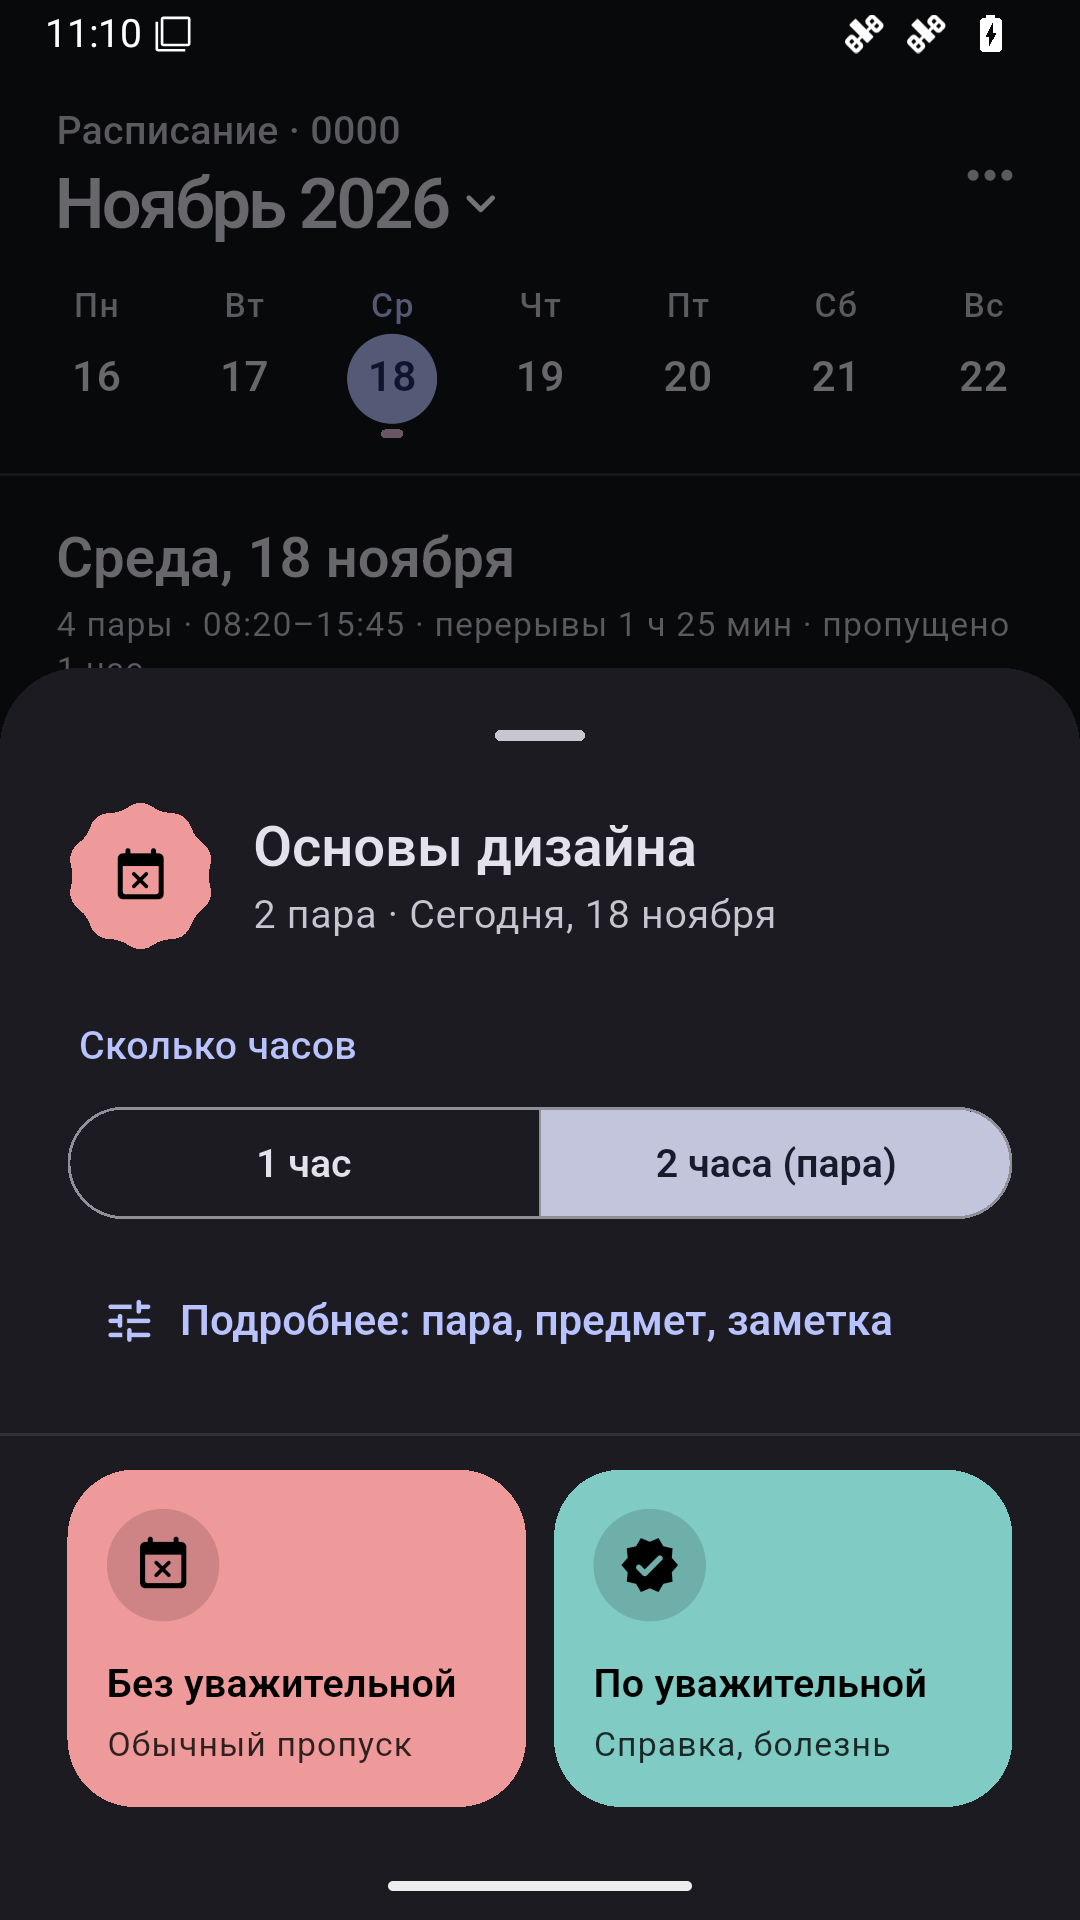 11:10
Расписание · 0000
Ноябрь 2026
Пн Вт Ср Чт Пт Сб Вс
16 17 18 19 20 21 22
Среда, 18 ноября
4 пары · 08:20–15:45 · перерывы 1 ч 25 мин · пропущено
1 час
Основы дизайна
2 пара · Сегодня, 18 ноября
Сколько часов
1 час
2 часа (пара)
Подробнее: пара, предмет, заметка
Без уважительной
Обычный пропуск
По уважительной
Справка, болезнь